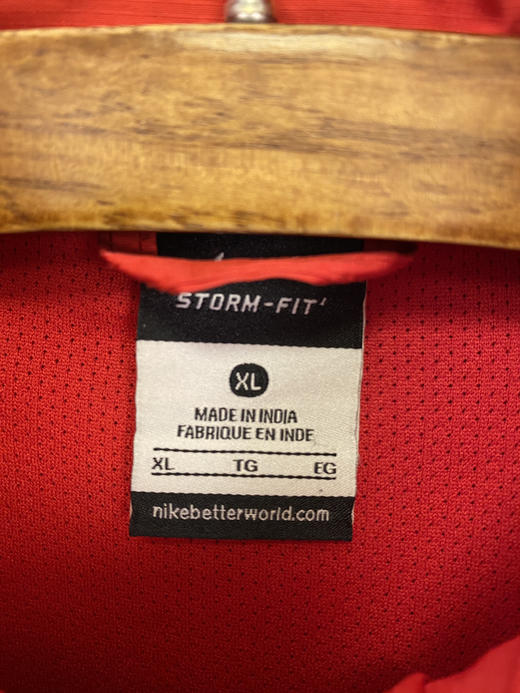 STORM-FIT
XL
MADE IN INDIA
FABRIQUE EN INDE
XL TG EG
nikebetterworld.com